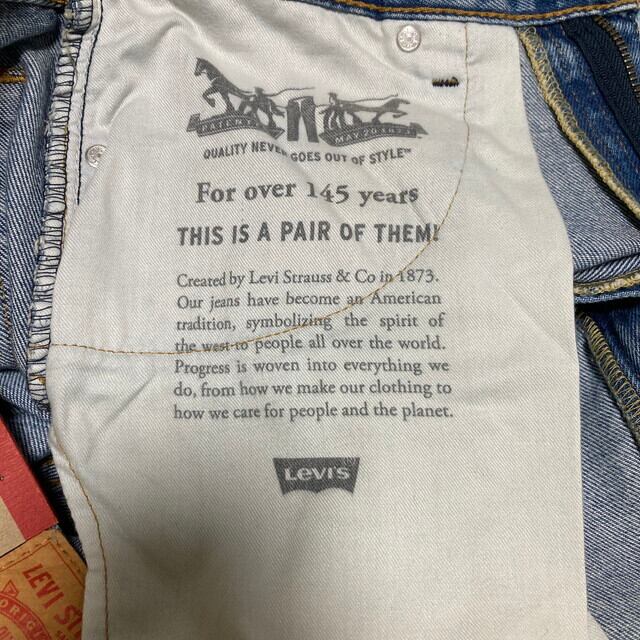 PATENTED MAY 20 1873
QUALITY NEVER GOES OUT OF STYLE™
For over 145 years
THIS IS A PAIR OF THEM!
Created by Levi Strauss & Co in 1873.
Our jeans have become an American
tradition, symbolizing the spirit of
the west to people all over the world.
Progress is woven into everything we
do, from how we make our clothing to
how we care for people and the planet.
LEVI'S
LEVI ST
ORIGI